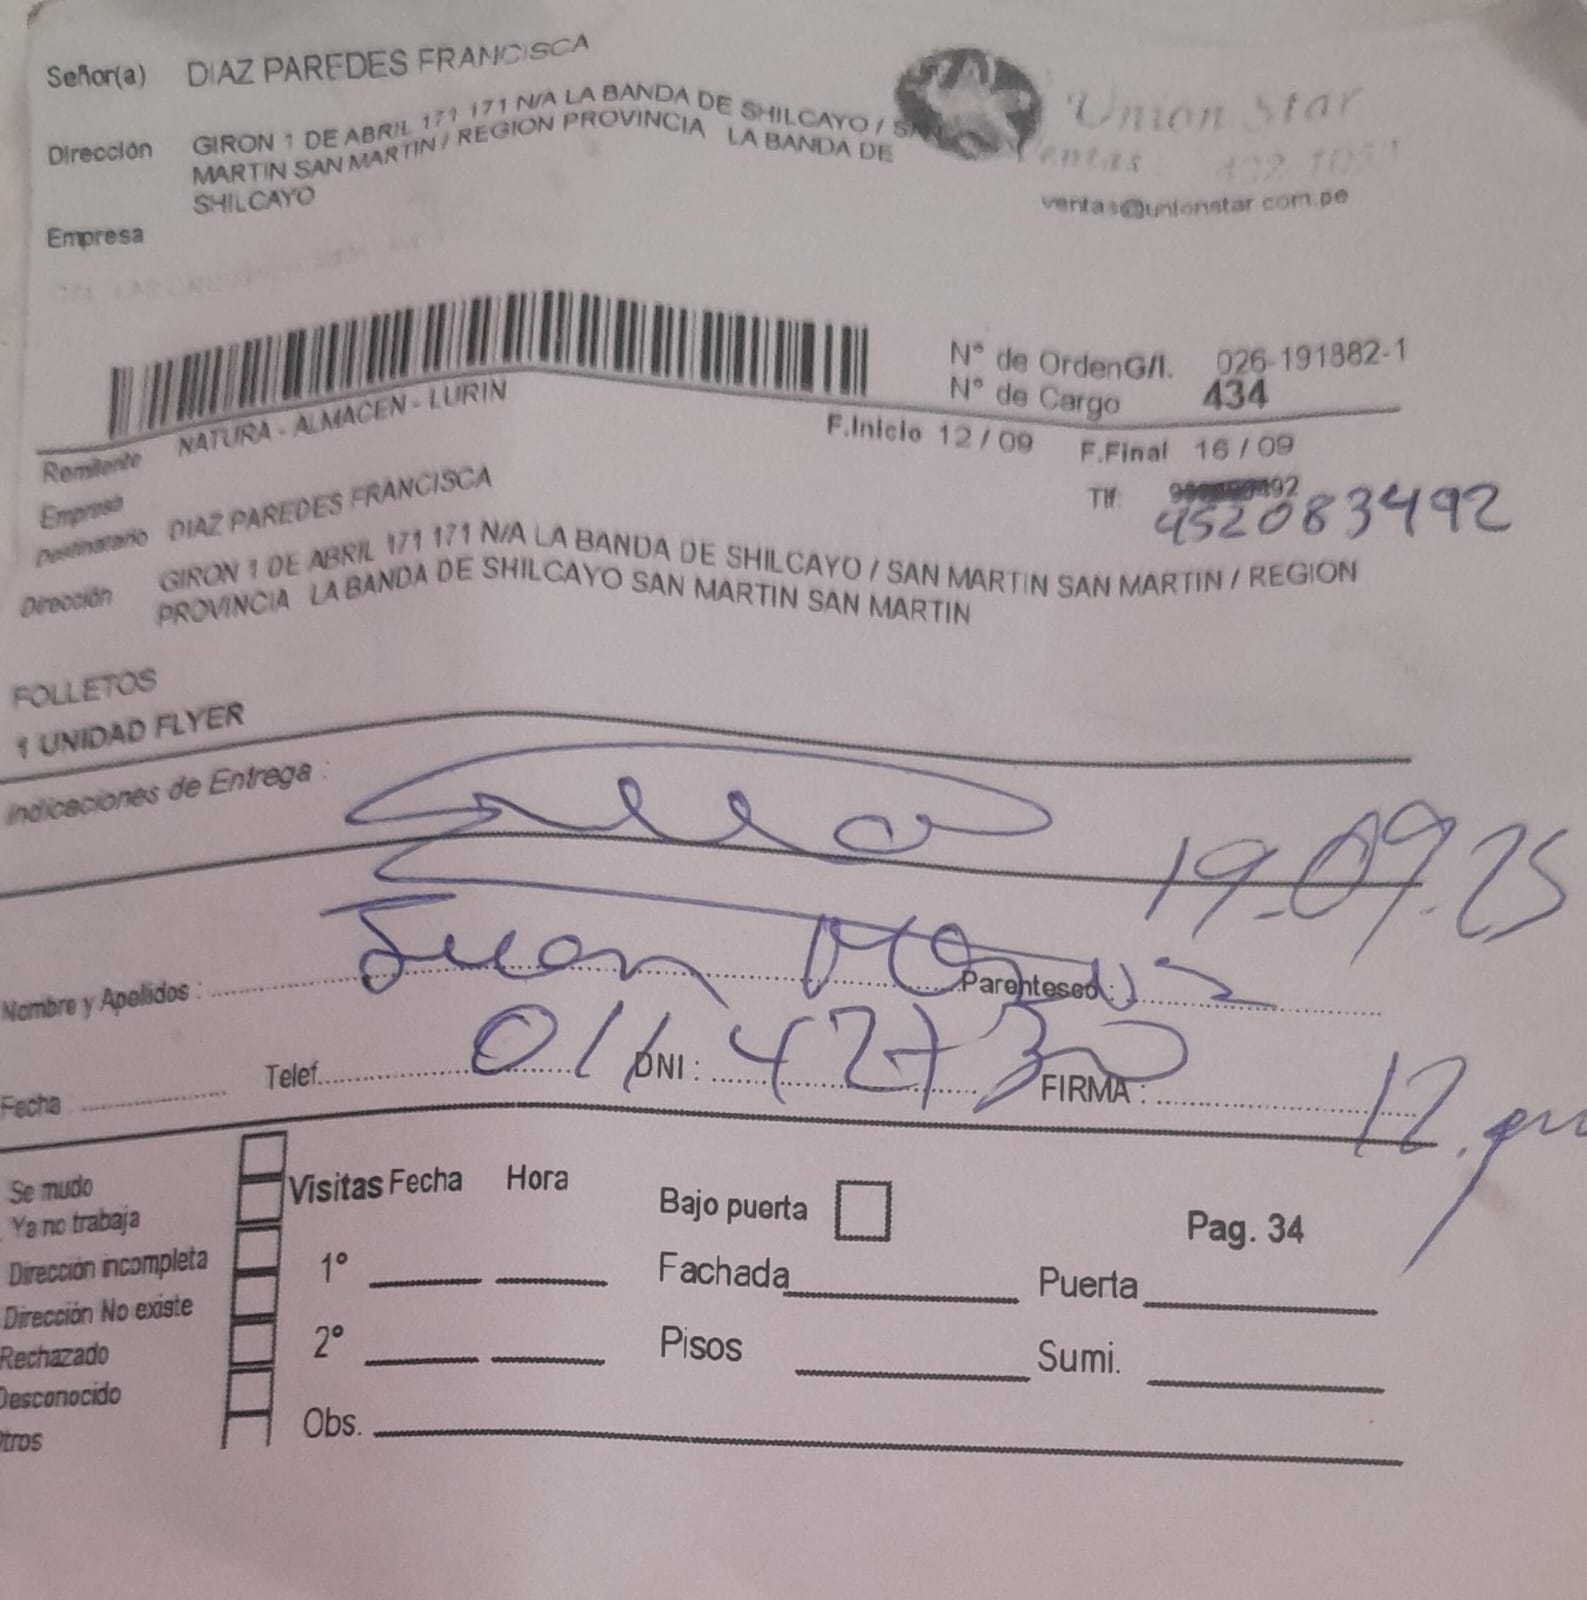 Señor(a) DIAZ PAREDES FRANCISCA
Dirección GIRON 1 DE ABRIL 171 171 N/A LA BANDA DE SHILCAYO / SAN
MARTIN SAN MARTIN / REGION PROVINCIA LA BANDA DE
SHILCAYO
Empresa
Union Star
Ventas
ventas@unionstar.com.pe
N° de OrdenG/I. 026-191882-1
N° de Cargo 434
Remitente NATURA - ALMACEN - LURIN
F.Inicio 12 / 09 F.Final 16 / 09
Empresa
Tlf:
452083492
Destinatario DIAZ PAREDES FRANCISCA
Dirección GIRON 1 DE ABRIL 171 171 N/A LA BANDA DE SHILCAYO / SAN MARTIN SAN MARTIN / REGION
PROVINCIA LA BANDA DE SHILCAYO SAN MARTIN SAN MARTIN
FOLLETOS
1 UNIDAD FLYER
Indicaciones de Entrega :
19-09.25
Nombre y Apellidos : Juan Parentesco :
Fecha Telef. DNI : FIRMA :
Se mudo
Ya no trabaja
Dirección incompleta
Dirección No existe
Rechazado
Desconocido
Otros
Visitas Fecha Hora
1°
2°
Obs.
Bajo puerta
Fachada Puerta
Pisos Sumi.
Pag. 34